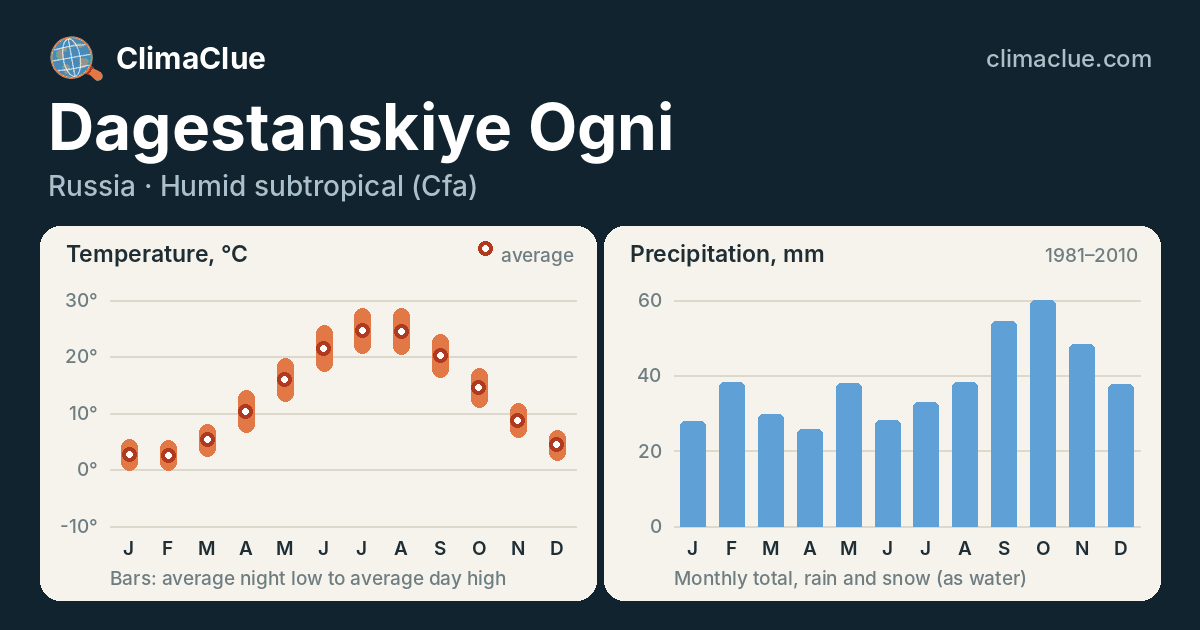 ClimaClue
climaclue.com
Dagestanskiye Ogni
Russia · Humid subtropical (Cfa)
Temperature, °C
average
30°
20°
10°
0°
-10°
J F M A M J J A S O N D
Bars: average night low to average day high
Precipitation, mm
1981–2010
60
40
20
0
J F M A M J J A S O N D
Monthly total, rain and snow (as water)